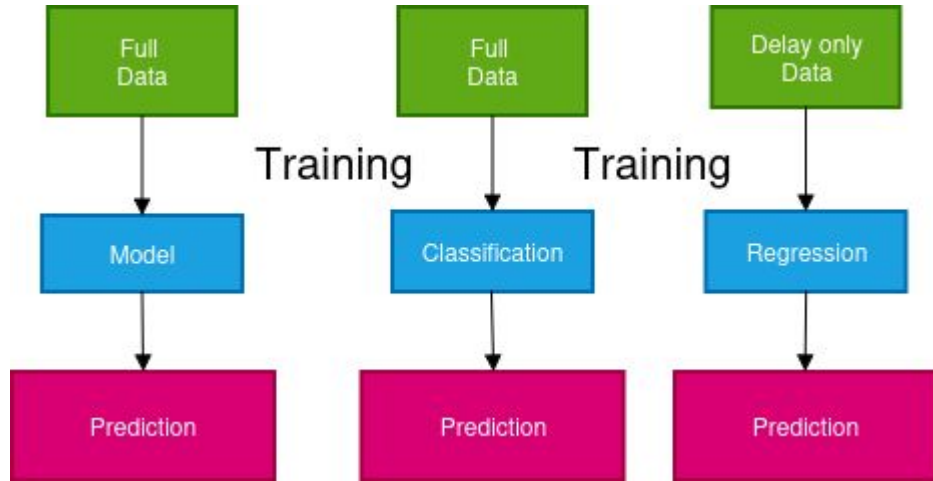 Full
Data
Full
Data
Delay only
Data
Training
Training
Model
Classification
Regression
Prediction
Prediction
Prediction